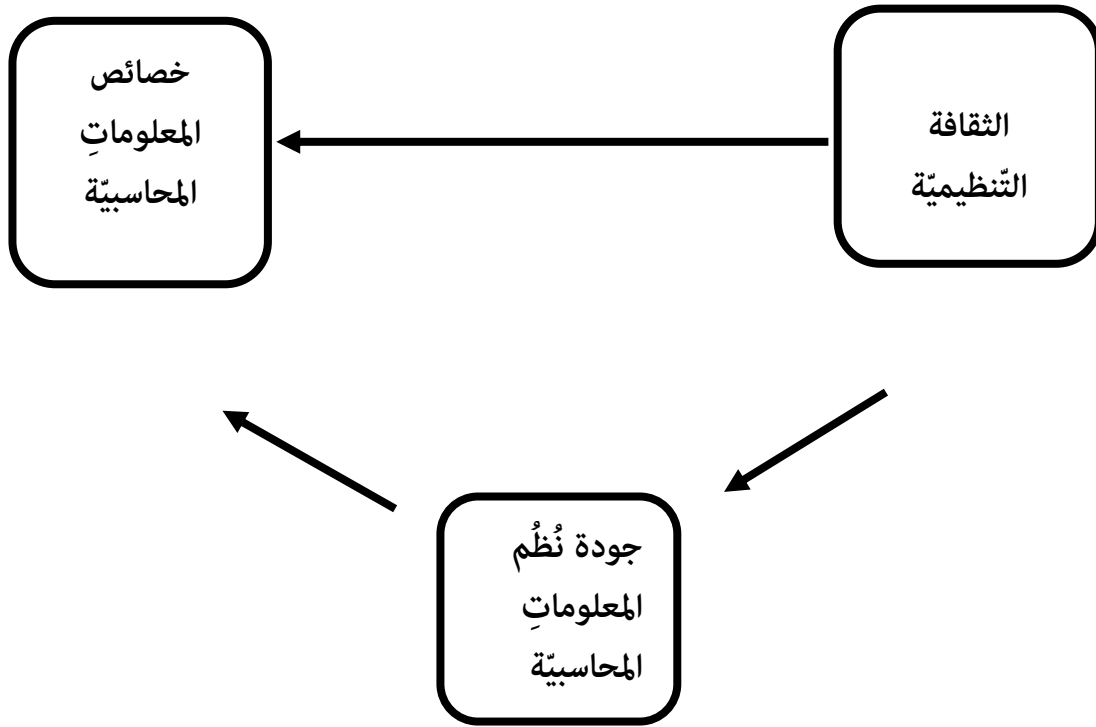 الثقافة
التّنظيميّة
خصائص
المعلوماتِ
المحاسبيّة
جودة نُظُم
المعلوماتِ
المحاسبيّة